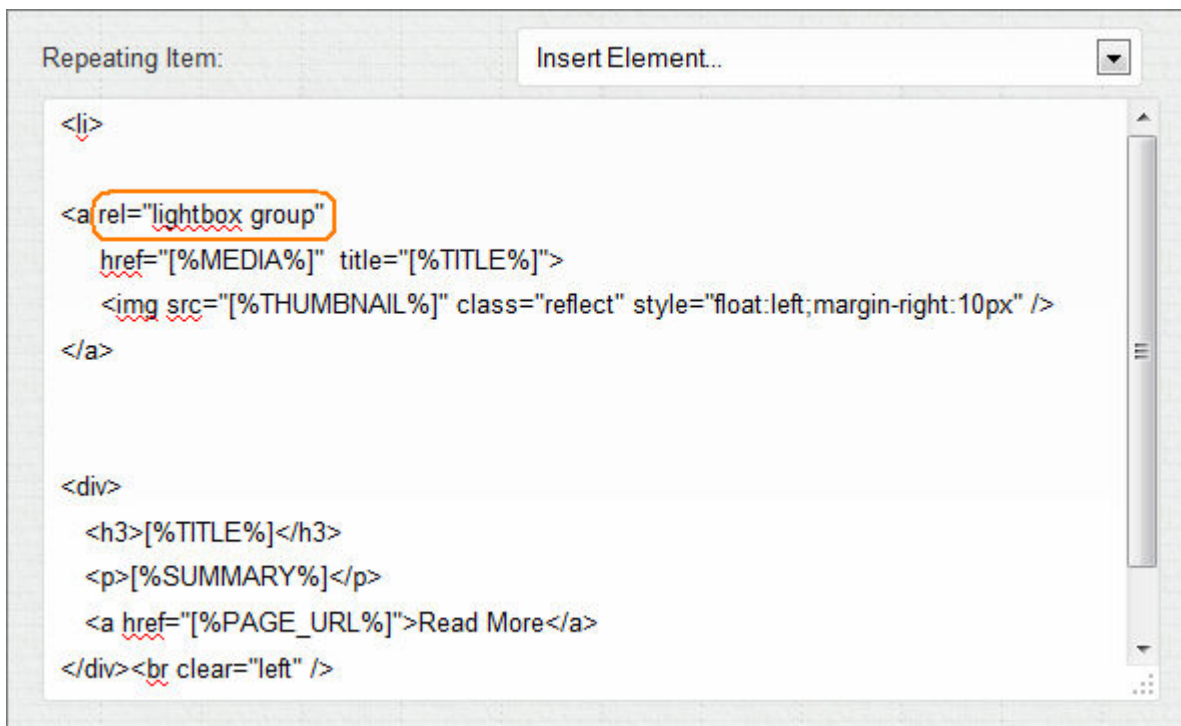 Repeating Item:
Insert Element...
<li>
<a rel="lightbox group"
href="[%MEDIA%]"  title="[%TITLE%]">
<img src="[%THUMBNAIL%]" class="reflect" style="float:left;margin-right:10px" />
</a>
<div>
<h3>[%TITLE%]</h3>
<p>[%SUMMARY%]</p>
<a href="[%PAGE_URL%]">Read More</a>
</div><br clear="left" />